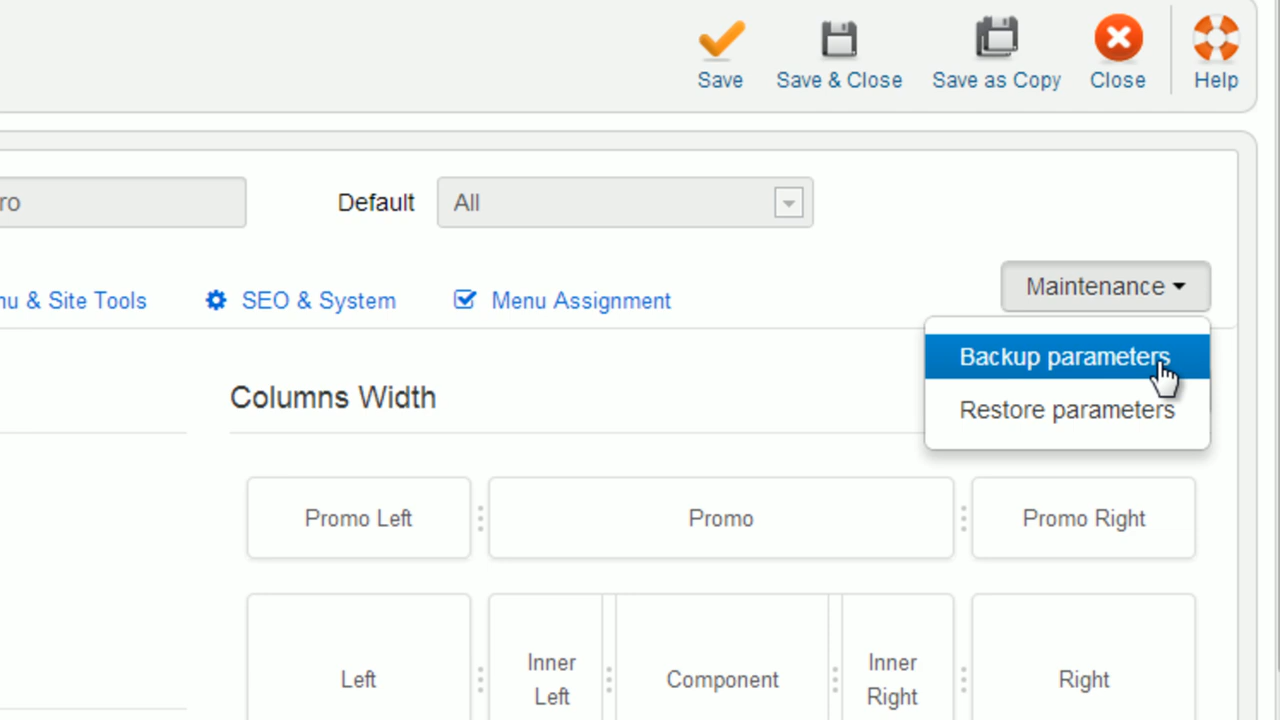 Save
Save & Close
Save as Copy
Close
Help
ro
Default
All
nu & Site Tools
SEO & System
Menu Assignment
Maintenance
Backup parameters
Restore parameters
Columns Width
Promo Left
Promo
Promo Right
Left
Inner
Left
Component
Inner
Right
Right